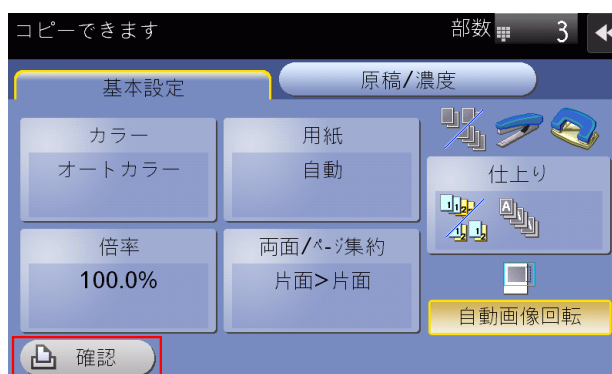 コピーできます
部数 3
基本設定
原稿/濃度
カラー
オートカラー
用紙
自動
仕上り
倍率
100.0%
両面/ページ集約
片面>片面
自動画像回転
確認